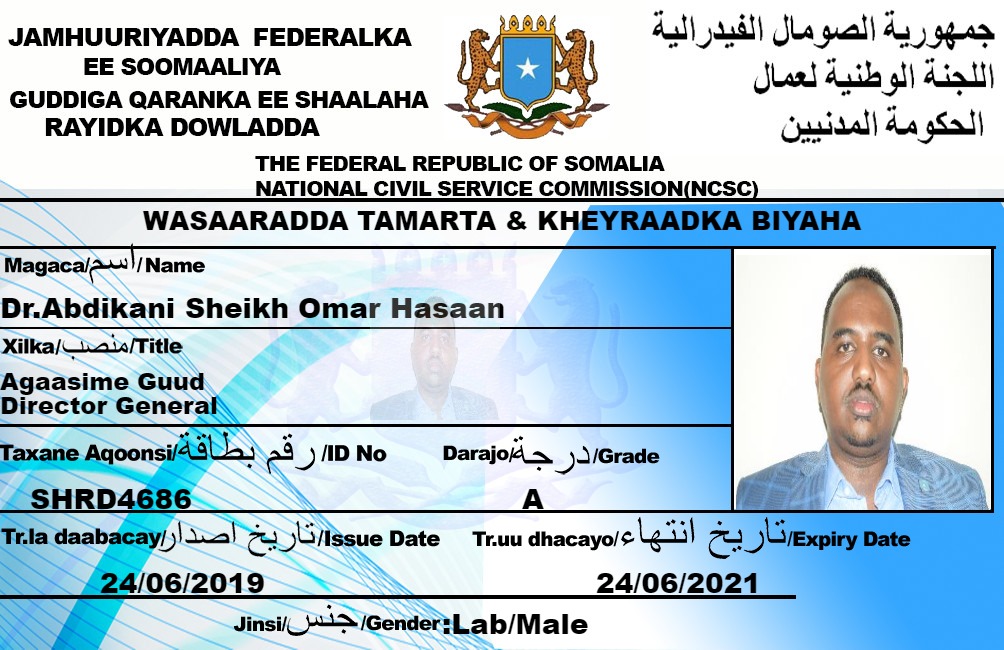 JAMHUURIYADDA FEDERALKA
EE SOOMAALIYA
GUDDIGA QARANKA EE SHAALAHA
RAYIDKA DOWLADDA
جمهورية الصومال الفيدرالية
اللجنة الوطنية لعمال
الحكومة المدنيين
THE FEDERAL REPUBLIC OF SOMALIA
NATIONAL CIVIL SERVICE COMMISSION(NCSC)
WASAARADDA TAMARTA & KHEYRAADKA BIYAHA
Magaca/اسم/Name
Dr.Abdikani Sheikh Omar Hasaan
Xilka/منصب/Title
Agaasime Guud
Director General
Taxane Aqoonsi/رقم بطاقة/ID No Darajo/درجة/Grade
SHRD4686 A
Tr.la daabacay/تاريخ اصدار/Issue Date Tr.uu dhacayo/تاريخ انتهاء/Expiry Date
24/06/2019 24/06/2021
Jinsi/جنس/Gender:Lab/Male